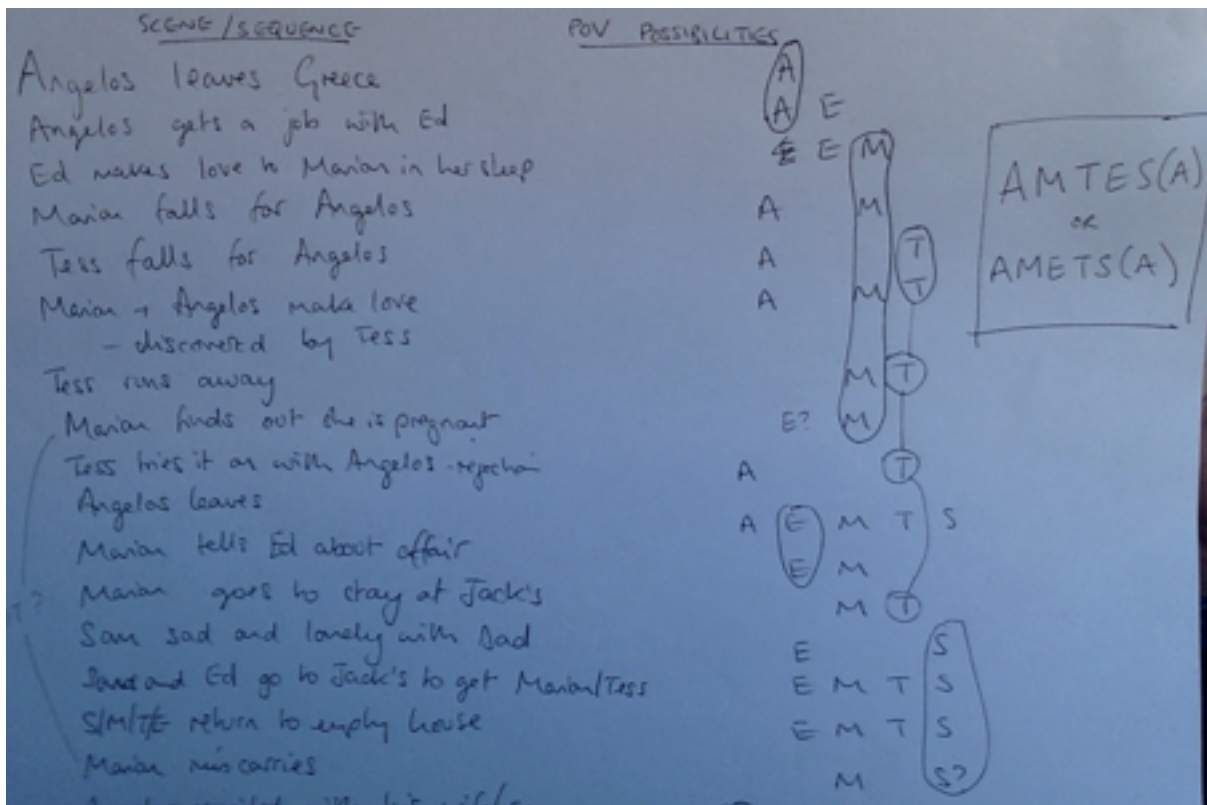 SCENE/SEQUENCE POV POSSIBILITIES
Angelos leaves Greece A
Angelos gets a job with Ed A E
Ed makes love to Marian in her sleep E M
Marian falls for Angelos A M
Tess falls for Angelos A T
Marian + Angelos make love A M T
- discovered by Tess
Tess runs away M T
Marian finds out she is pregnant E? M
Tess tries it on with Angelos - rejection A T
Angelos leaves A E M T S
Marian tells Ed about affair E M
Marian goes to stay at Jack's M T
Sam sad and lonely with Dad E S
and Ed go to Jack's to get Marian/Tess E M T S
S/M/T/E return to empty house E M T S
Marian miscarries M S?
T?
AMTES(A)
OR
AMETS(A)